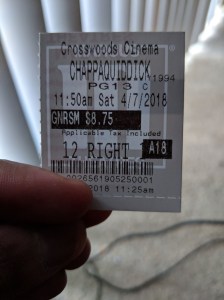 Crosswoods Cinema
CHAPPAQUIDDICK 1994
PG13 C
11:50am Sat 4/7/2018
GNRSM $8.75
Applicable Tax Included
12 RIGHT A18
0026561905250001
2018 11:25am